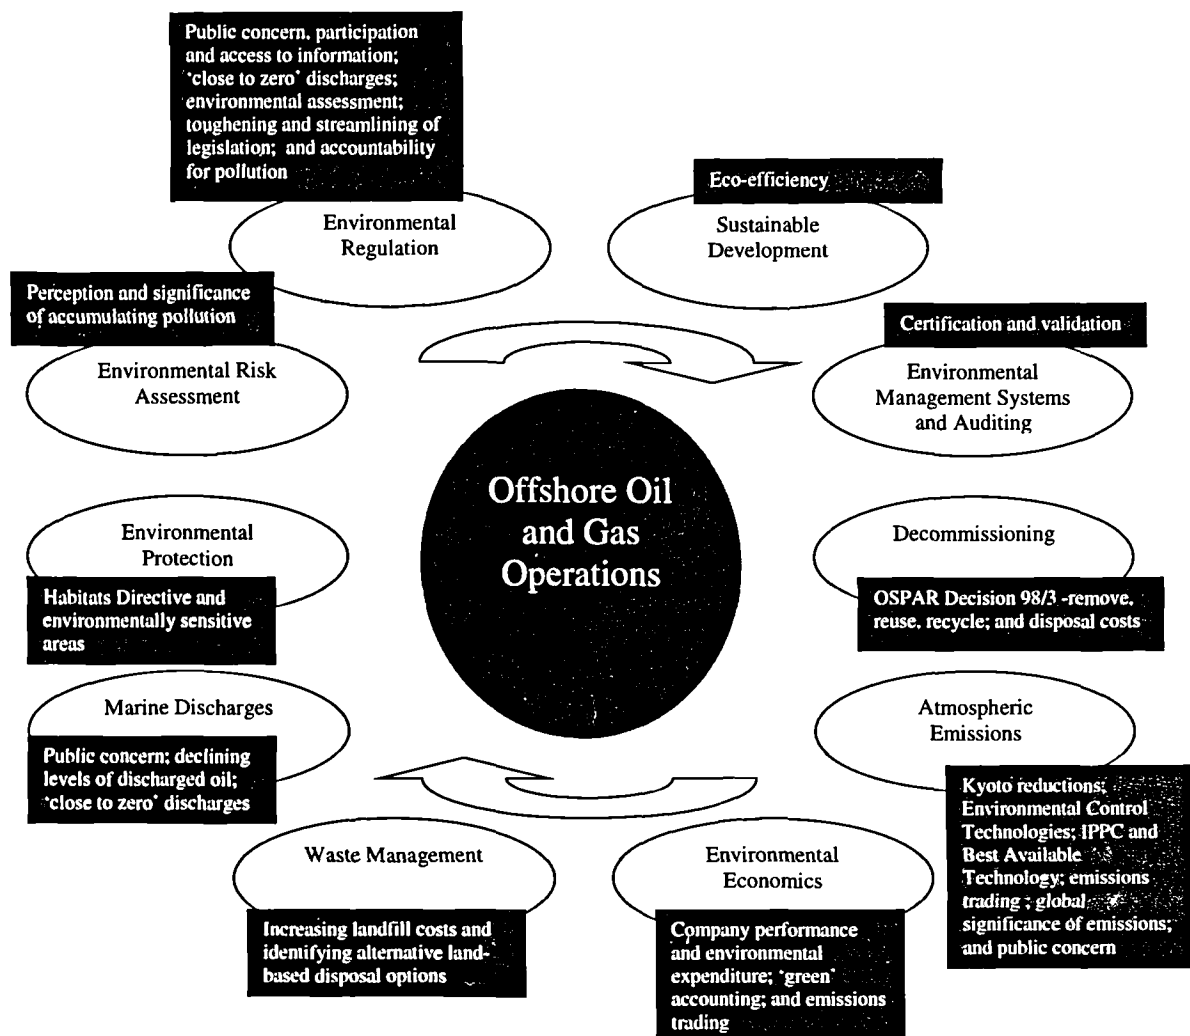 Public concern, participation
and access to information;
'close to zero' discharges;
environmental assessment;
toughening and streamlining of
legislation; and accountability
for pollution
Environmental
Regulation
Eco-efficiency
Sustainable
Development
Perception and significance
of accumulating pollution
Environmental Risk
Assessment
Certification and validation
Environmental
Management Systems
and Auditing
Offshore Oil
and Gas
Operations
Environmental
Protection
Habitats Directive and
environmentally sensitive
areas
Decommissioning
OSPAR Decision 98/3 -remove,
reuse, recycle; and disposal costs
Marine Discharges
Public concern; declining
levels of discharged oil;
'close to zero' discharges
Atmospheric
Emissions
Kyoto reductions;
Environmental Control
Technologies; IPPC and
Best Available
Technology; emissions
trading ; global
significance of emissions;
and public concern
Waste Management
Increasing landfill costs and
identifying alternative land-
based disposal options
Environmental
Economics
Company performance
and environmental
expenditure; 'green'
accounting; and emissions
trading